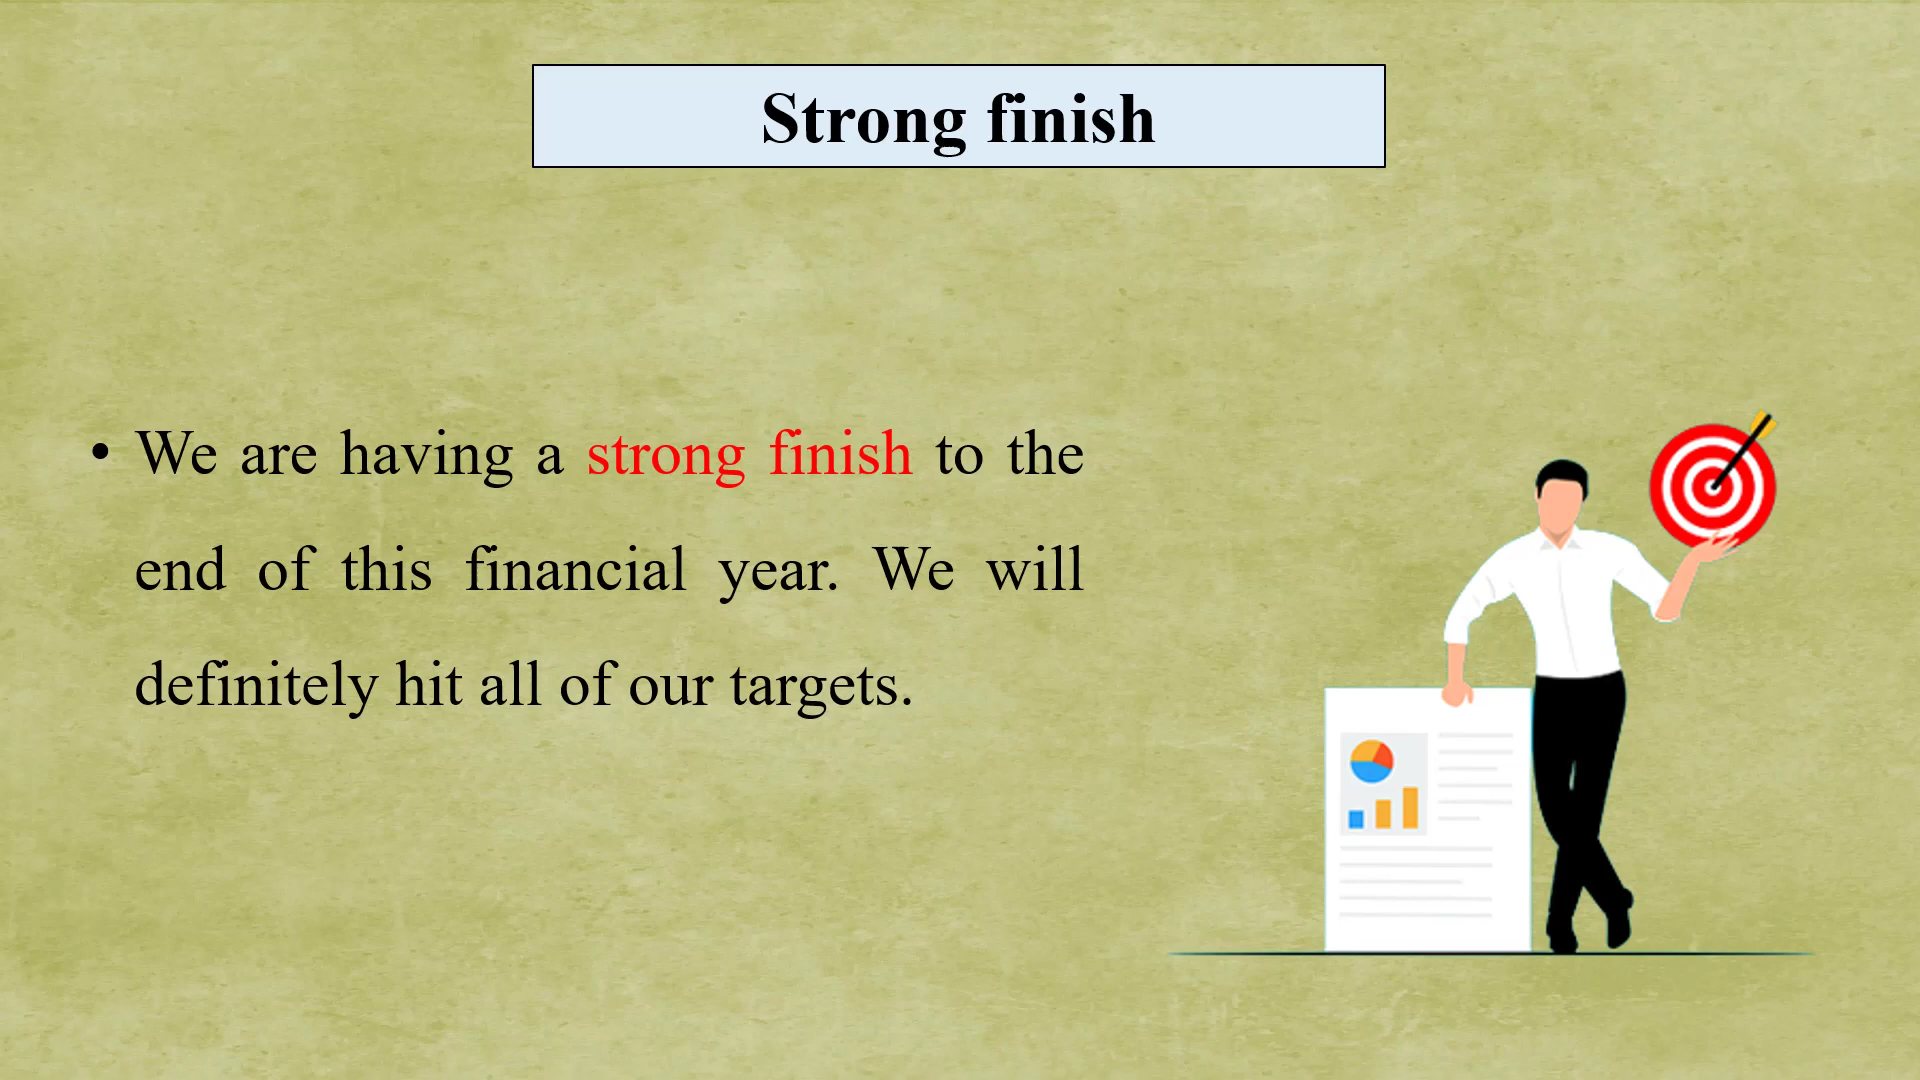 Strong finish
• We are having a strong finish to the
end of this financial year. We will
definitely hit all of our targets.